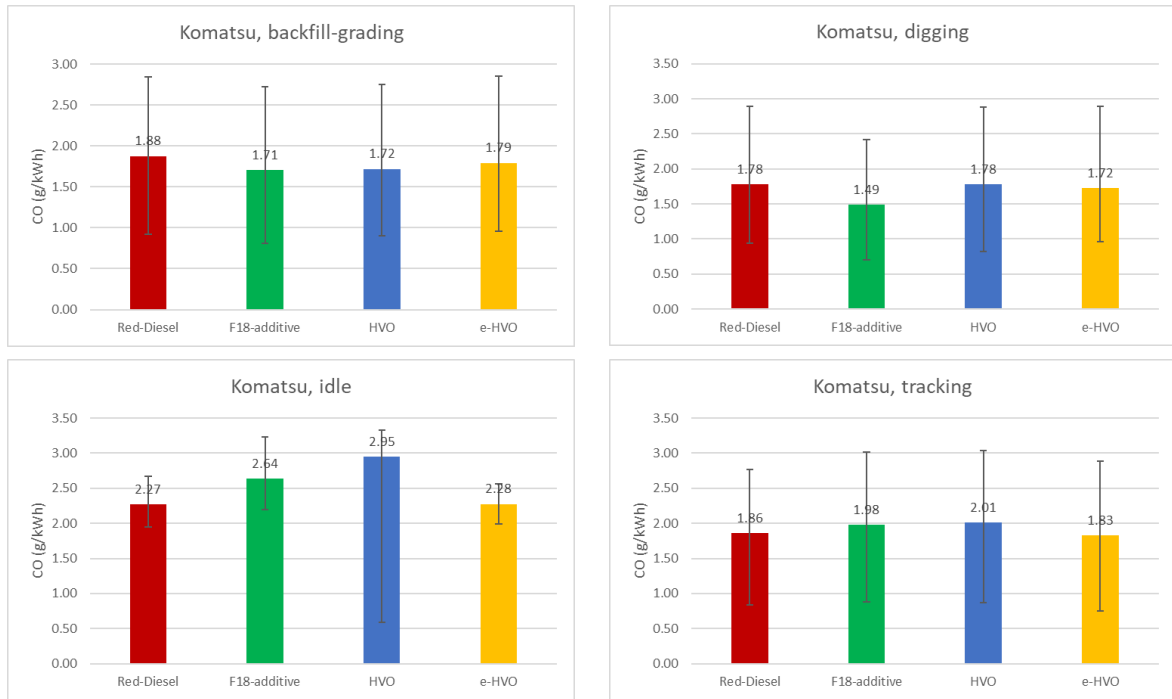 Komatsu, backfill-grading
3.00
2.50
2.00
1.50
1.00
0.50
0.00
CO (g/kWh)
1.88
1.71
1.72
1.79
Red-Diesel
F18-additive
HVO
e-HVO
Komatsu, digging
3.50
3.00
2.50
2.00
1.50
1.00
0.50
0.00
CO (g/kWh)
1.78
1.49
1.78
1.72
Red-Diesel
F18-additive
HVO
e-HVO
Komatsu, idle
3.50
3.00
2.50
2.00
1.50
1.00
0.50
0.00
CO (g/kWh)
2.27
2.64
2.95
2.28
Red-Diesel
F18-additive
HVO
e-HVO
Komatsu, tracking
3.50
3.00
2.50
2.00
1.50
1.00
0.50
0.00
CO (g/kWh)
1.86
1.98
2.01
1.83
Red-Diesel
F18-additive
HVO
e-HVO